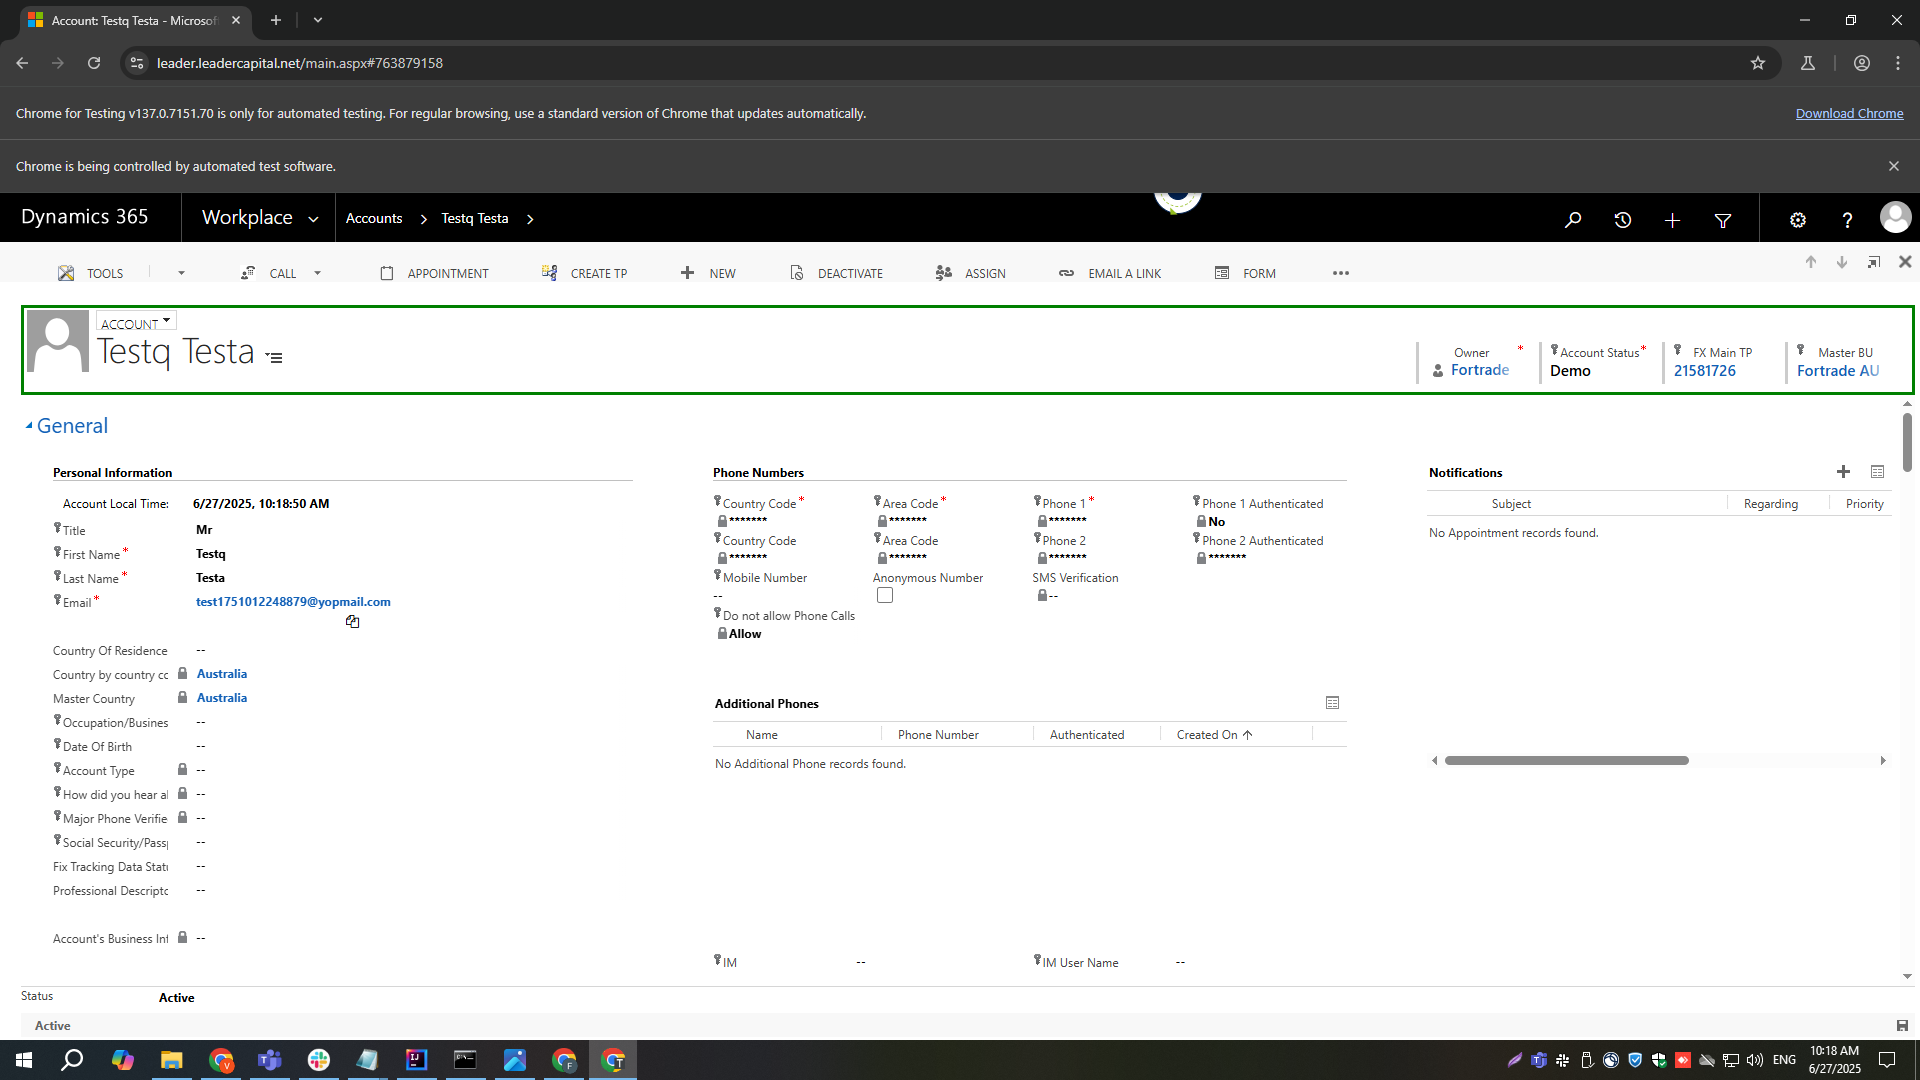 Account: Testq Testa - Microsof
leader.leadercapital.net/main.aspx#763879158
Chrome for Testing v137.0.7151.70 is only for automated testing. For regular browsing, use a standard version of Chrome that updates automatically.
Download Chrome
Chrome is being controlled by automated test software.
Dynamics 365
Workplace
Accounts
Testq Testa
TOOLS
CALL
APPOINTMENT
CREATE TP
NEW
DEACTIVATE
ASSIGN
EMAIL A LINK
FORM
ACCOUNT
Testq Testa
Owner *
Fortrade
Account Status *
Demo
FX Main TP
21581726
Master BU
Fortrade AU
General
Personal Information
Account Local Time: 6/27/2025, 10:18:50 AM
Title Mr
First Name * Testq
Last Name * Testa
Email * test1751012248879@yopmail.com
Country Of Residence --
Country by country cc Australia
Master Country Australia
Occupation/Busines --
Date Of Birth --
Account Type --
How did you hear al --
Major Phone Verifie --
Social Security/Pass --
Fix Tracking Data Statu --
Professional Descripto --
Account's Business Inf --
Phone Numbers
Country Code * Area Code * Phone 1 * Phone 1 Authenticated
******* ******* ******* No
Country Code Area Code Phone 2 Phone 2 Authenticated
******* ******* ******* *******
Mobile Number Anonymous Number SMS Verification
-- --
Do not allow Phone Calls
Allow
Additional Phones
Name Phone Number Authenticated Created On
No Additional Phone records found.
IM -- IM User Name --
Notifications
Subject Regarding Priority
No Appointment records found.
Status Active
Active
ENG
10:18 AM
6/27/2025